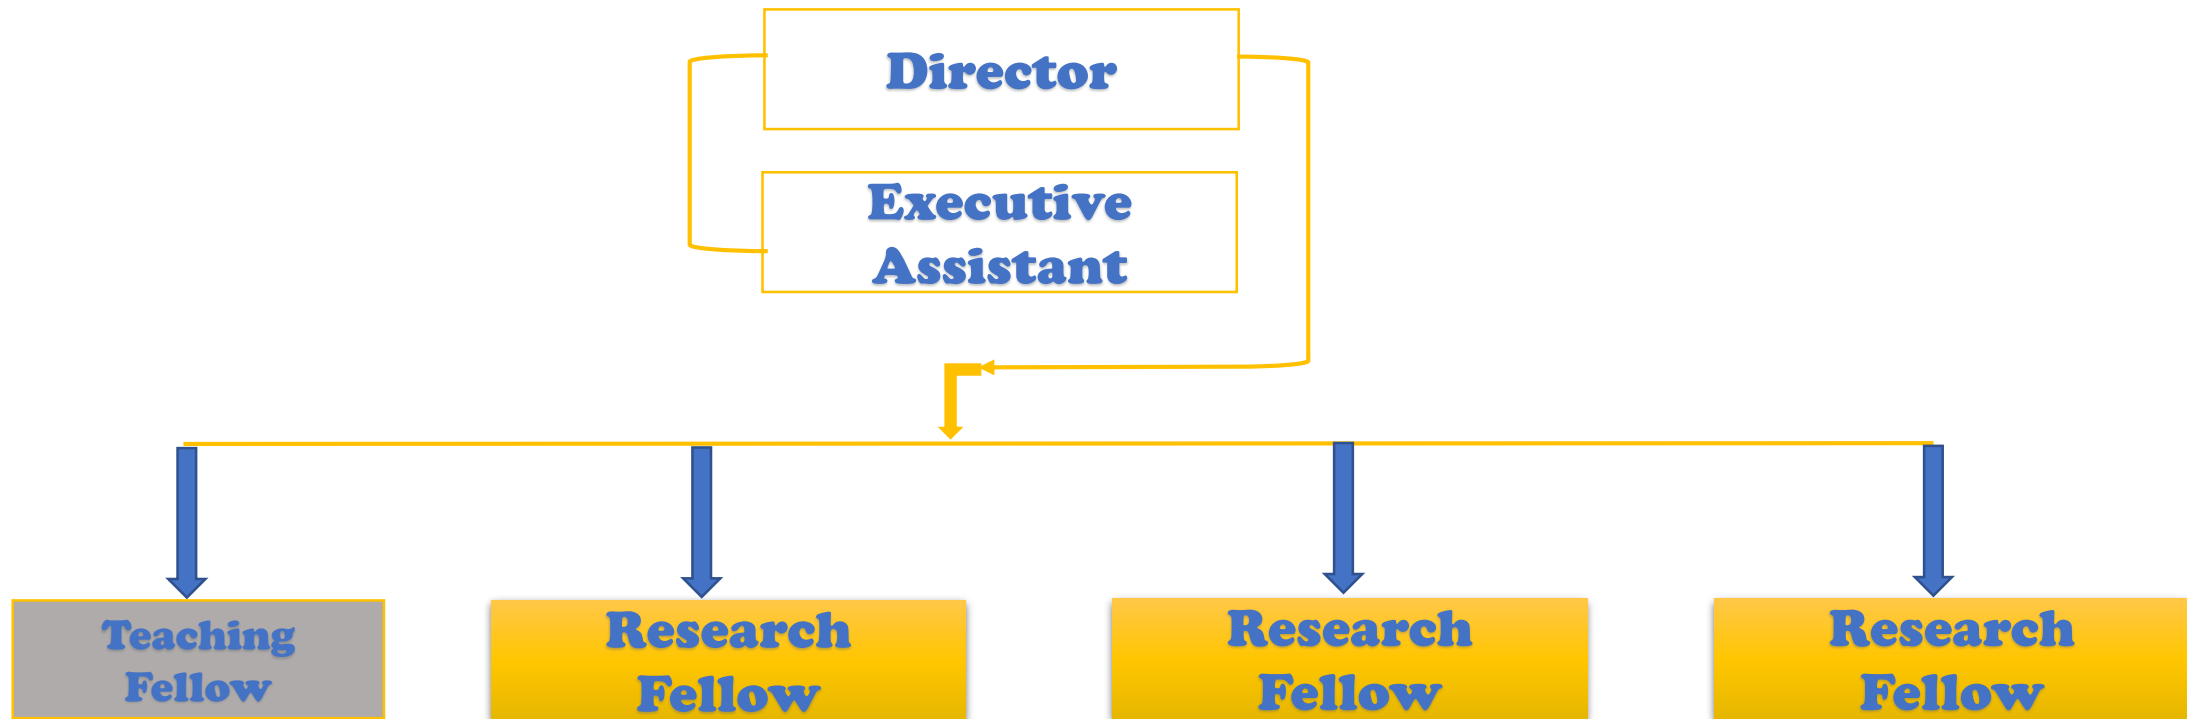 Director
Executive
Assistant
Teaching
Fellow
Research
Fellow
Research
Fellow
Research
Fellow